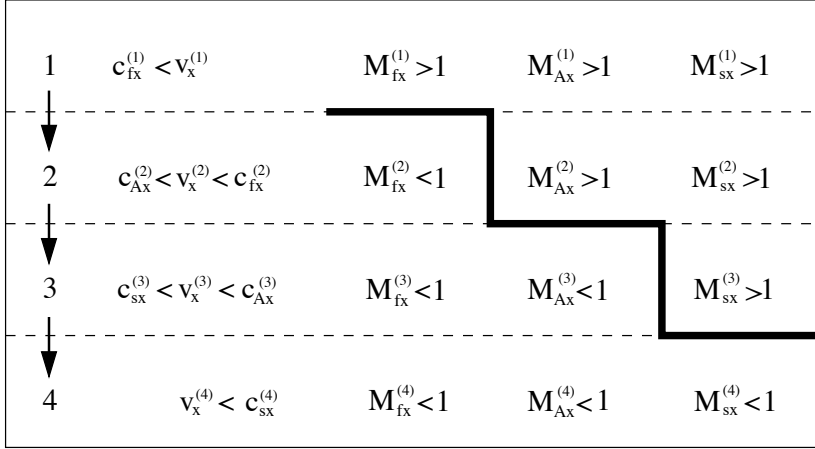 1 c_fx^(1) < v_x^(1) M_fx^(1) >1 M_Ax^(1) >1 M_sx^(1) >1
2 c_Ax^(2) < v_x^(2) < c_fx^(2) M_fx^(2) <1 M_Ax^(2) >1 M_sx^(2) >1
3 c_sx^(3) < v_x^(3) < c_Ax^(3) M_fx^(3) <1 M_Ax^(3) <1 M_sx^(3) >1
4 v_x^(4) < c_sx^(4) M_fx^(4) <1 M_Ax^(4) <1 M_sx^(4) <1